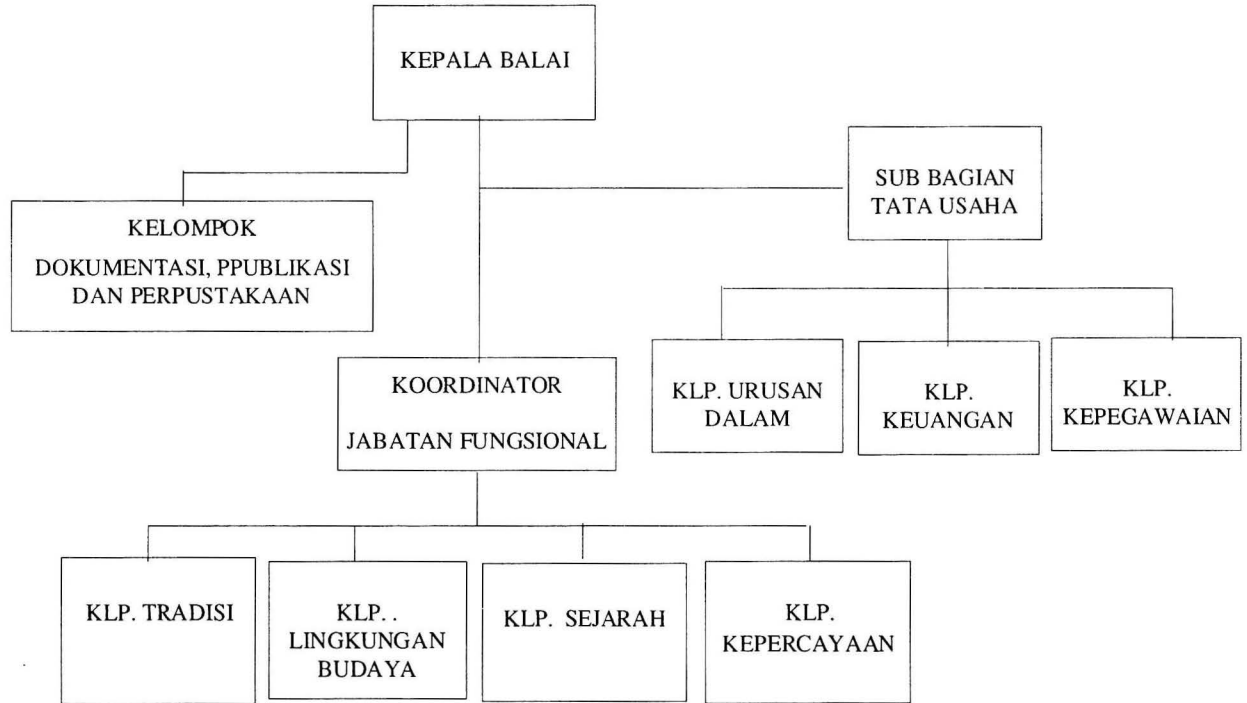 KEPALA BALAI
SUB BAGIAN
TATA USAHA
KELOMPOK
DOKUMENTASI, PPUBLIKASI
DAN PERPUSTAKAAN
KOORDINATOR
JABATAN FUNGSIONAL
KLP. URUSAN
DALAM
KLP.
KEUANGAN
KLP.
KEPEGAWAIAN
KLP. TRADISI
KLP. .
LINGKUNGAN
BUDAYA
KLP. SEJARAH
KLP.
KEPERCAYAAN